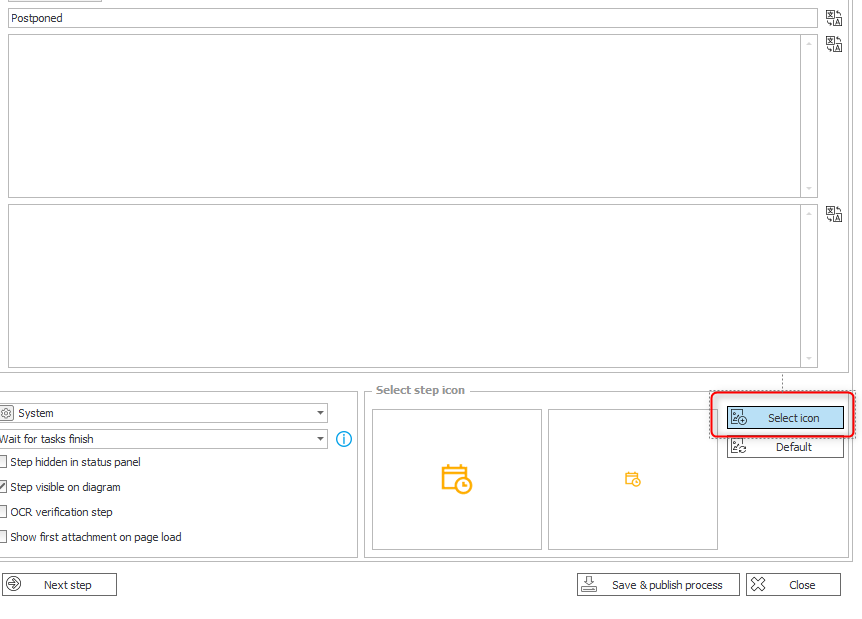 Postponed
Select step icon
System
Select icon
Wait for tasks finish
Default
Step hidden in status panel
Step visible on diagram
OCR verification step
Show first attachment on page load
Next step
Save & publish process
Close